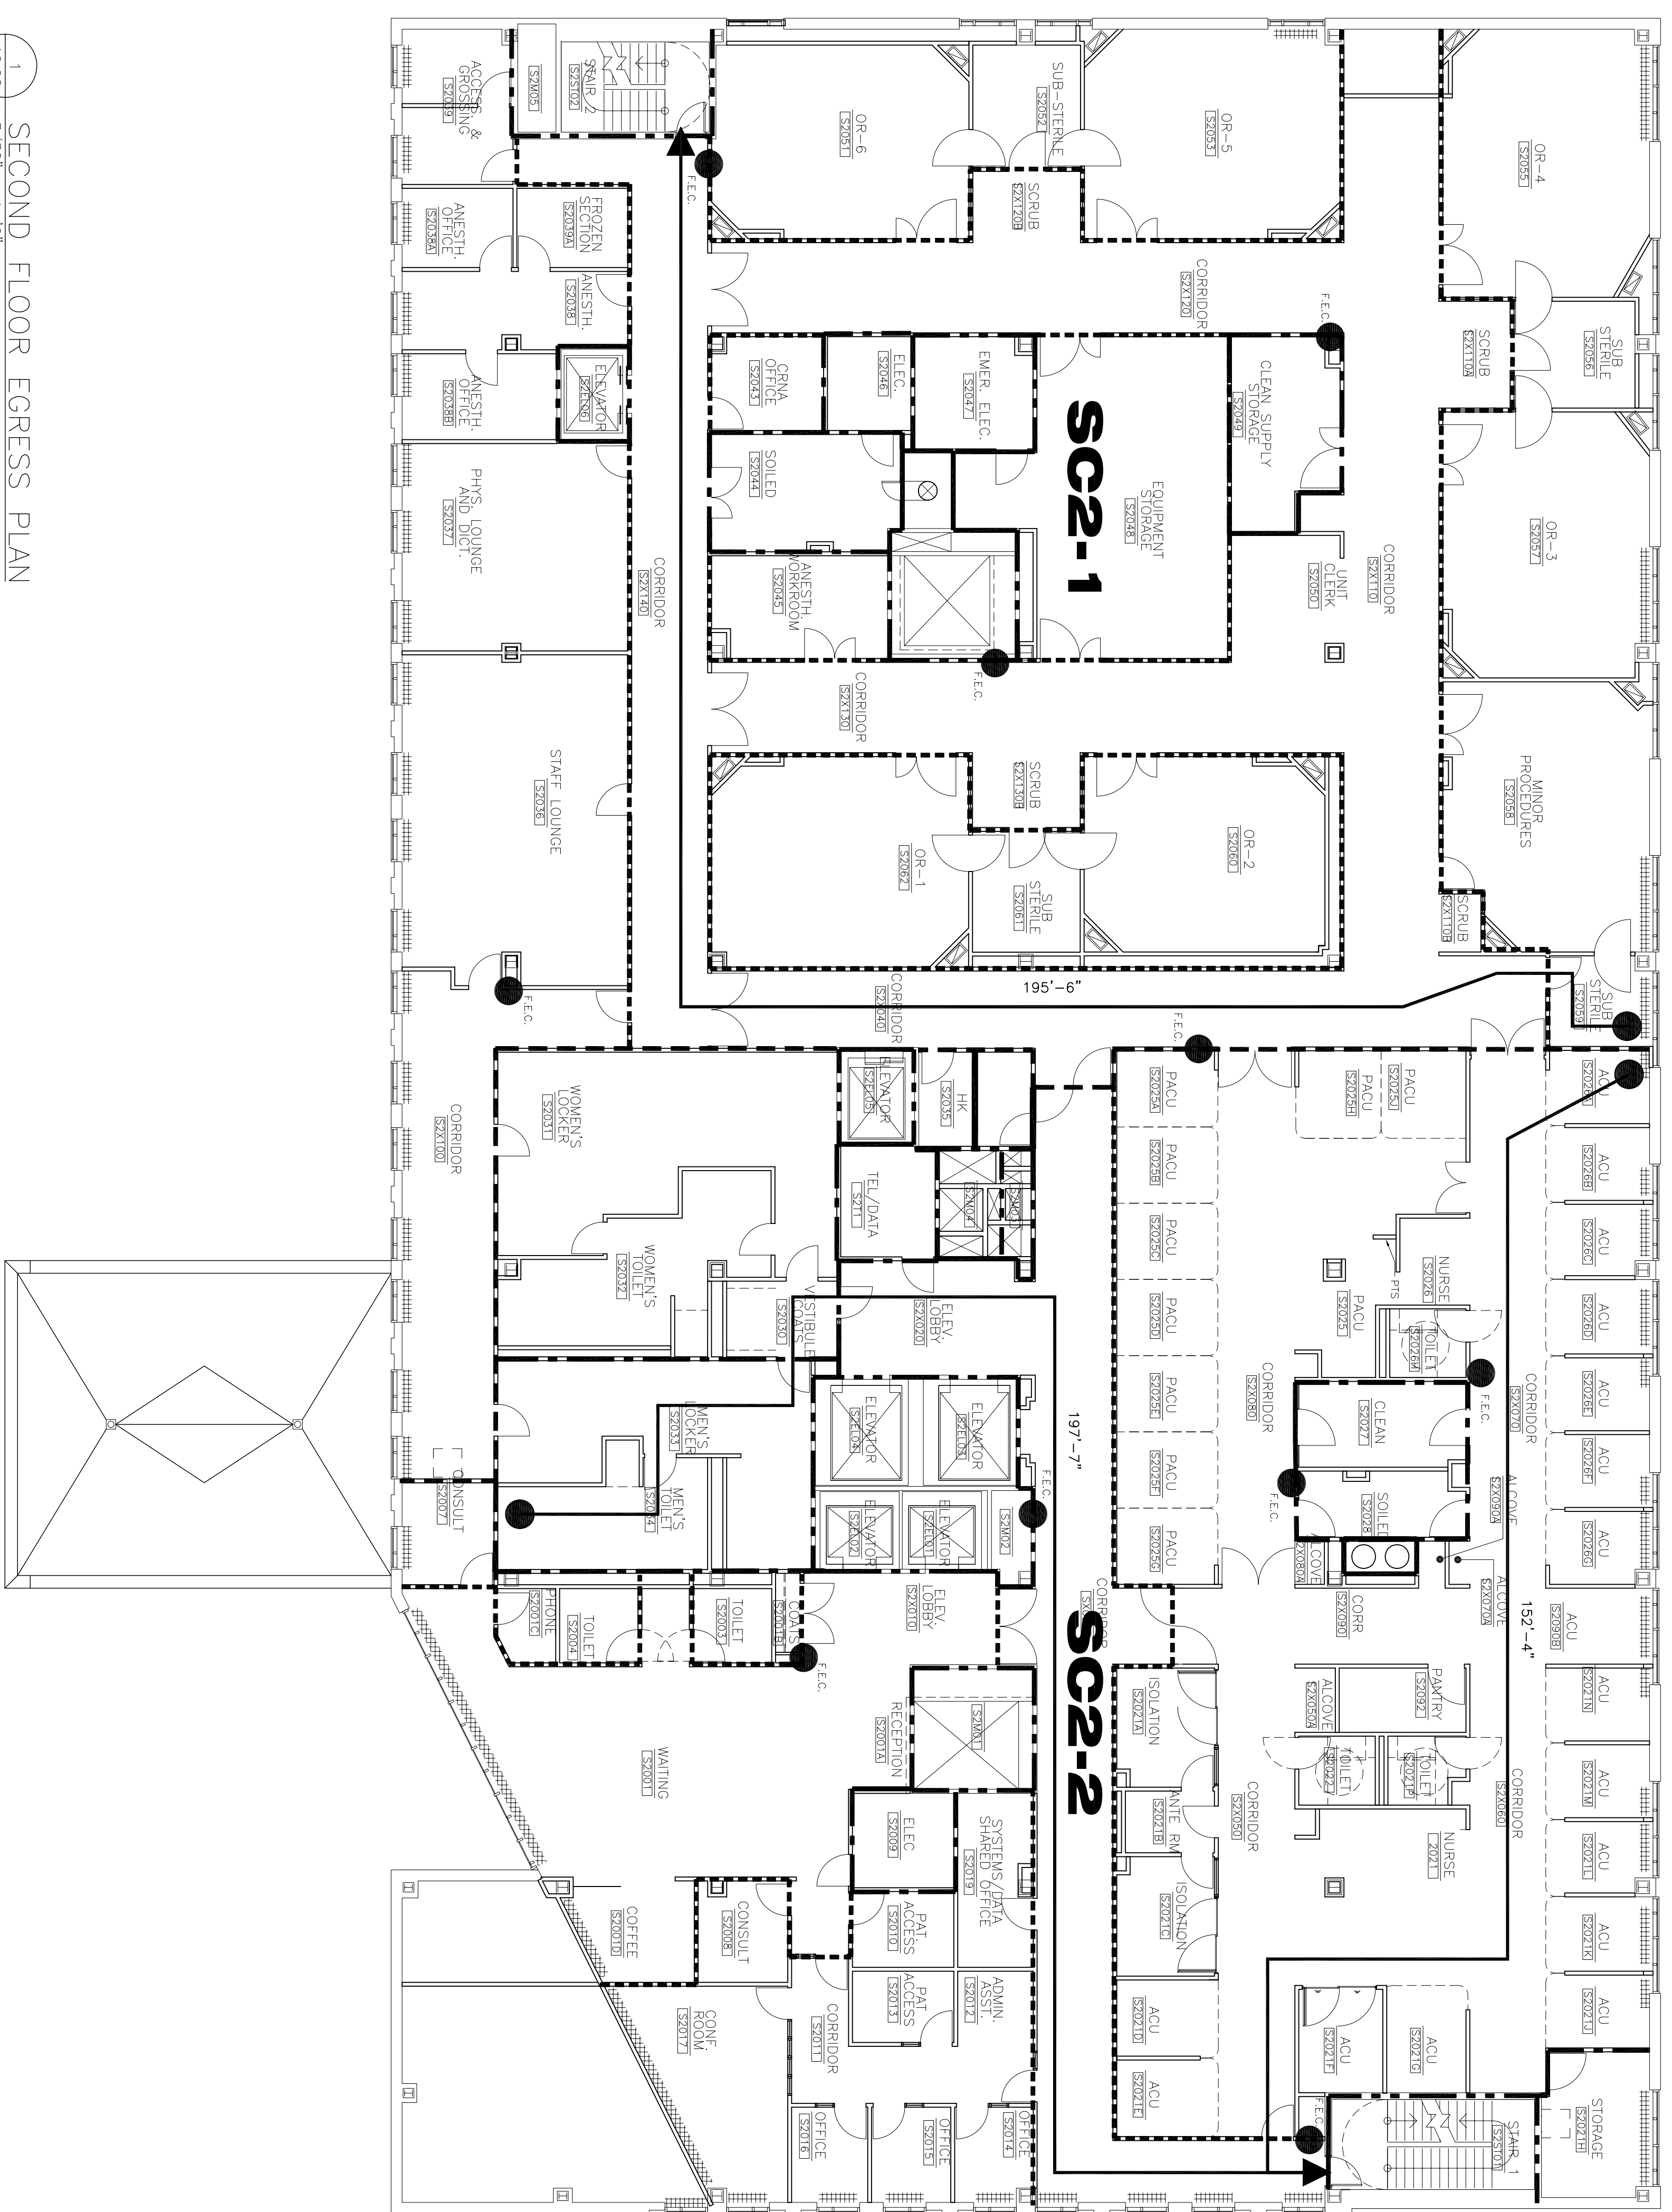 OR-4
S2055
SUB
STERILE
S2056
SCRUB
S2X110A
OR-3
S2057
MINOR
PROCEDURES
S2058
SCRUB
S2X110B
SUB
STERILE
S2059
OR-5
S2053
SUB-STERILE
S2052
OR-6
S2051
SCRUB
S2X120B
STAIR 2
S2ST02
S2M05
ACCESS. &
GROSSING
S2039
F.E.C.
CORRIDOR
S2X120
F.E.C.
CLEAN SUPPLY
STORAGE
S2049
EMER. ELEC.
S2047
ELEC.
S2046
CRNA
OFFICE
S2043
SOILED
S2044
ANESTH.
WORKROOM
S2045
SC2-1
EQUIPMENT
STORAGE
S2048
UNIT
CLERK
S2050
CORRIDOR
S2X110
F.E.C.
CORRIDOR
S2X130
SCRUB
S2X130B
OR-2
S2060
SUB
STERILE
S2061
OR-1
S2062
195'-6"
CORRIDOR
S2X040
F.E.C.
FROZEN
SECTION
S2039A
ANESTH.
OFFICE
S2038A
ANESTH.
S2038
ELEVATOR
S2EL06
ANESTH.
OFFICE
S2038B
PHYS. LOUNGE
AND DICT.
S2037
CORRIDOR
S2X140
STAFF LOUNGE
S2036
F.E.C.
CORRIDOR
S2X100
ACU
S2026A
ACU
S2026B
ACU
S2026C
ACU
S2026D
ACU
S2026E
ACU
S2026F
ACU
S2026G
CORRIDOR
S2X070
PACU
S2025J
PACU
S2025H
PACU
S2025A
PACU
S2025B
PACU
S2025C
PACU
S2025D
PACU
S2025E
PACU
S2025F
PACU
S2025G
NURSE
S2026
PTS
PACU
S2025
TOILET
S2026H
F.E.C.
CORRIDOR
S2X080
CLEAN
S2027
SOILED
S2028
F.E.C.
ALCOVE
S2X090A
ALCOVE
S2X080A
ALCOVE
S2X070A
CORR
S2X090
152'-4"
197'-7"
HK
S2035
ELEVATOR
S2EL05
TEL/DATA
S2T1
S2M04
S2M03
WOMEN'S
LOCKER
S2031
WOMEN'S
TOILET
S2032
VESTIBULE
COATS
S2030
ELEV.
LOBBY
S2X020
MEN'S
LOCKER
S2033
MEN'S
TOILET
S2034
ELEVATOR
S2EL03
ELEVATOR
S2EL04
ELEVATOR
S2EL01
ELEVATOR
S2EL02
S2M02
F.E.C.
CONSULT
S2007
PHONE
S2001C
TOILET
S2004
TOILET
S2003
COATS
S2001B
ELEV.
LOBBY
S2X010
F.E.C.
CORRIDOR
SC2-2
ACU
S2090B
ACU
S2021N
ACU
S2021M
ACU
S2021L
ACU
S2021K
ACU
S2021J
CORRIDOR
S2X060
PANTRY
S2092
ALCOVE
S2X050A
TOILET
S2021P
TOILET
S2022
NURSE
2021
CORRIDOR
S2X050
ISOLATION
S2021A
ANTE RM
S2021B
ISOLATION
S2021C
ACU
S2021D
ACU
S2021E
ACU
S2021F
ACU
S2021G
STORAGE
S2021H
STAIR 1
S2ST01
F.E.C.
S2M01
RECEPTION
S2001A
WAITING
S2001
ELEC
S2009
SYSTEMS/DATA
SHARED OFFICE
S2019
PAT.
ACCESS
S2010
CONSULT
S2008
COFFEE
S2001D
PAT
ACCESS
S2013
ADMIN.
ASST.
S2012
CORRIDOR
S2011
CONF.
ROOM
S2017
OFFICE
S2014
OFFICE
S2015
OFFICE
S2016
1
SECOND FLOOR EGRESS PLAN